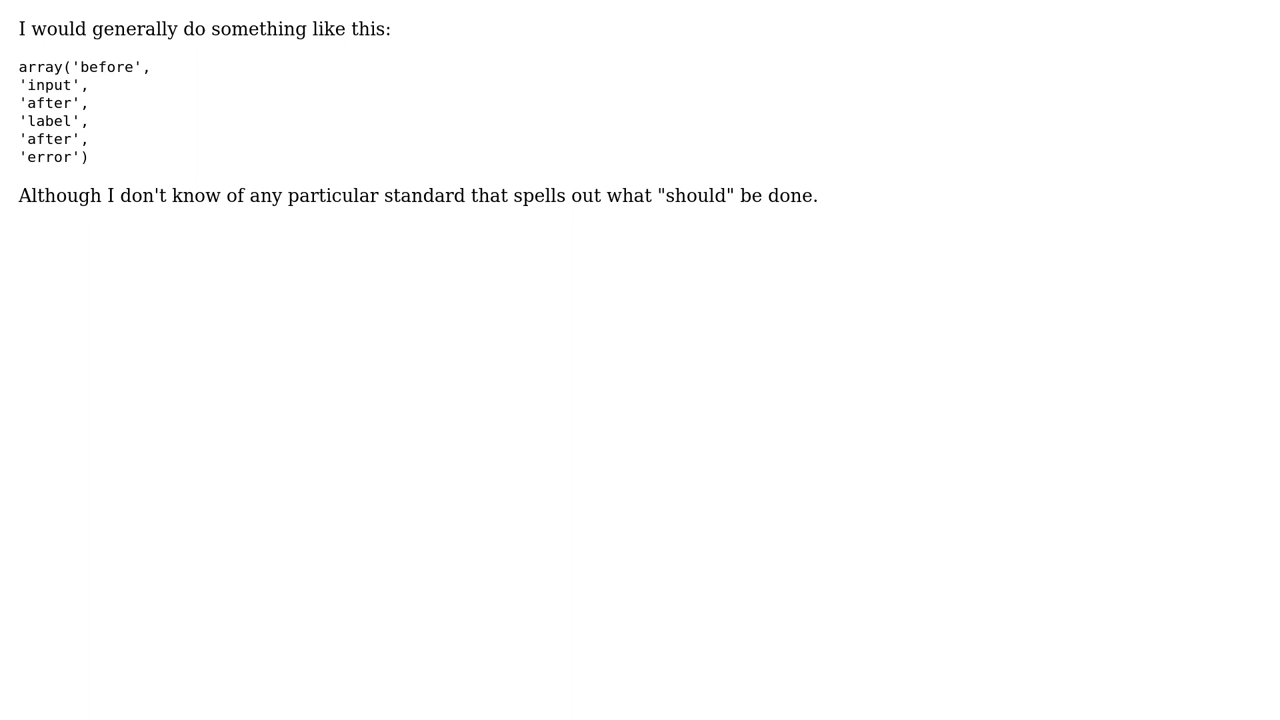 I would generally do something like this:
array('before',
'input',
'after',
'label',
'after',
'error')
Although I don't know of any particular standard that spells out what "should" be done.